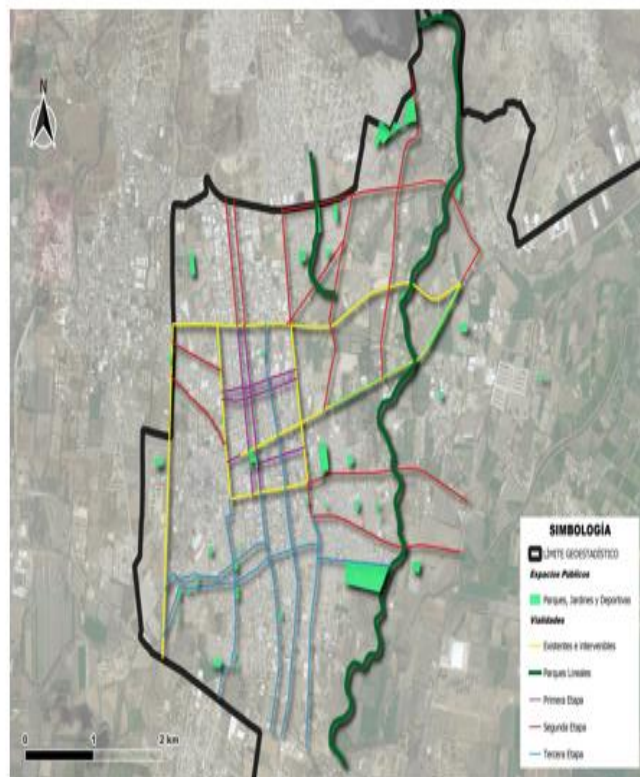 N
SIMBOLOGÍA
LÍMITE GEOESTADÍSTICO
Espacios Públicos
Parques, Jardines y Deportivos
Vialidades
Existentes e Intervenibles
Parques Lineales
Primera Etapa
Segunda Etapa
Tercera Etapa
0 1 2 km